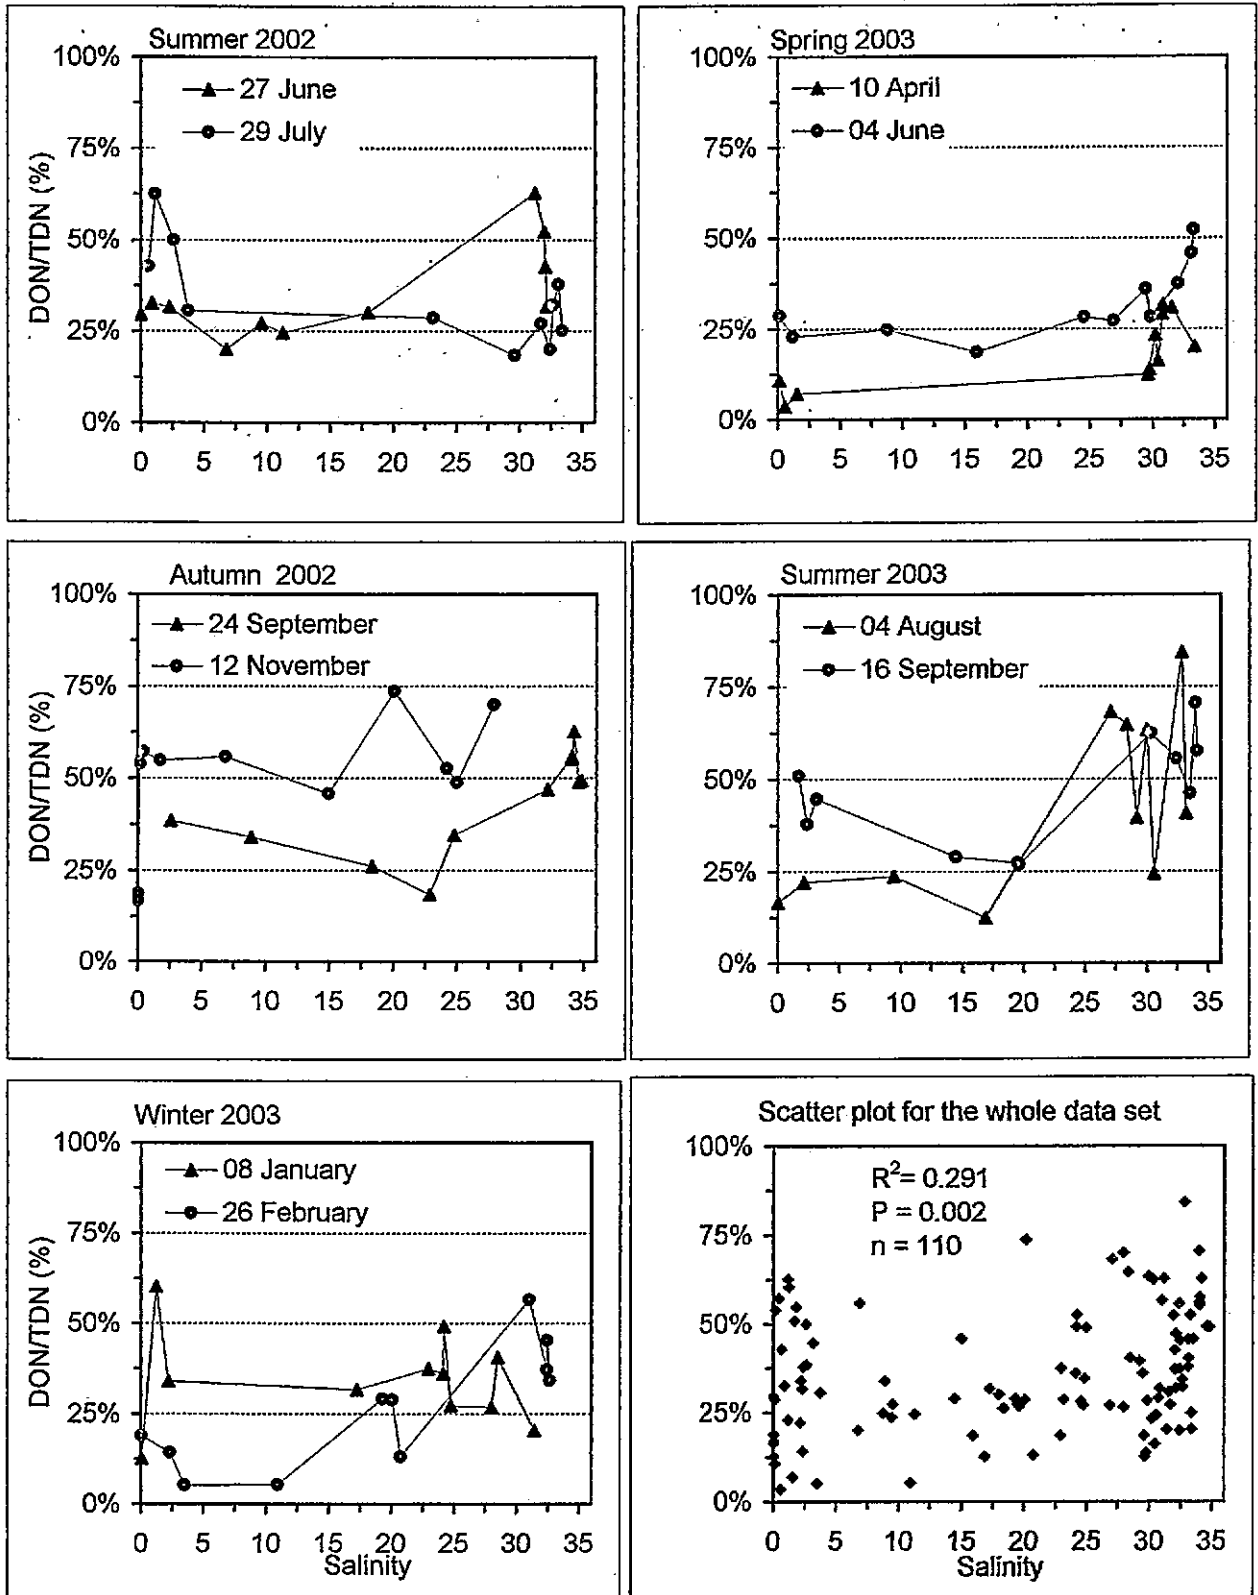 Summer 2002
100%
75%
50%
25%
0%
DON/TDN (%)
27 June
29 July
0 5 10 15 20 25 30 35
Spring 2003
100%
75%
50%
25%
0%
10 April
04 June
0 5 10 15 20 25 30 35
Autumn 2002
100%
75%
50%
25%
0%
DON/TDN (%)
24 September
12 November
0 5 10 15 20 25 30 35
Summer 2003
100%
75%
50%
25%
0%
04 August
16 September
0 5 10 15 20 25 30 35
Winter 2003
100%
75%
50%
25%
0%
DON/TDN (%)
08 January
26 February
0 5 10 15 20 25 30 35
Salinity
Scatter plot for the whole data set
100%
75%
50%
25%
0%
R²= 0.291
P = 0.002
n = 110
0 5 10 15 20 25 30 35
Salinity